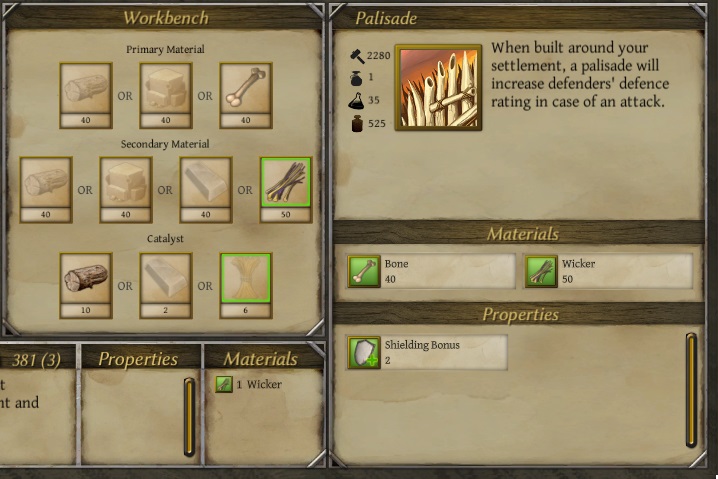 Workbench
Primary Material
OR
OR
40
40
40
Secondary Material
OR
OR
OR
40
40
40
50
Catalyst
OR
OR
10
2
6
Palisade
2280
1
35
525
When built around your
settlement, a palisade will
increase defenders' defence
rating in case of an attack.
Materials
Bone
40
Wicker
50
Properties
Shielding Bonus
2
381 (3)
t
nt and
Properties
Materials
1 Wicker